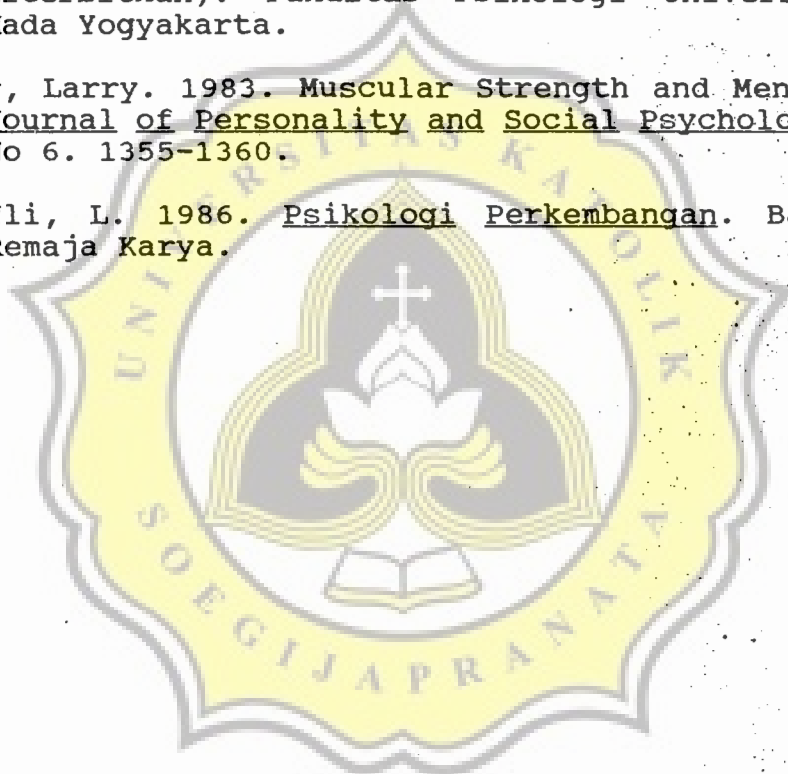 Yogyakarta.
, Larry. 1983. Muscular Strength and Men
Journal of Personality and Social Psycholo
No 6. 1355-1360.
li, L. 1986. Psikologi Perkembangan. Ba
Remaja Karya.
UNIVERSITAS KATOLIK
SOEGIJAPRANATA